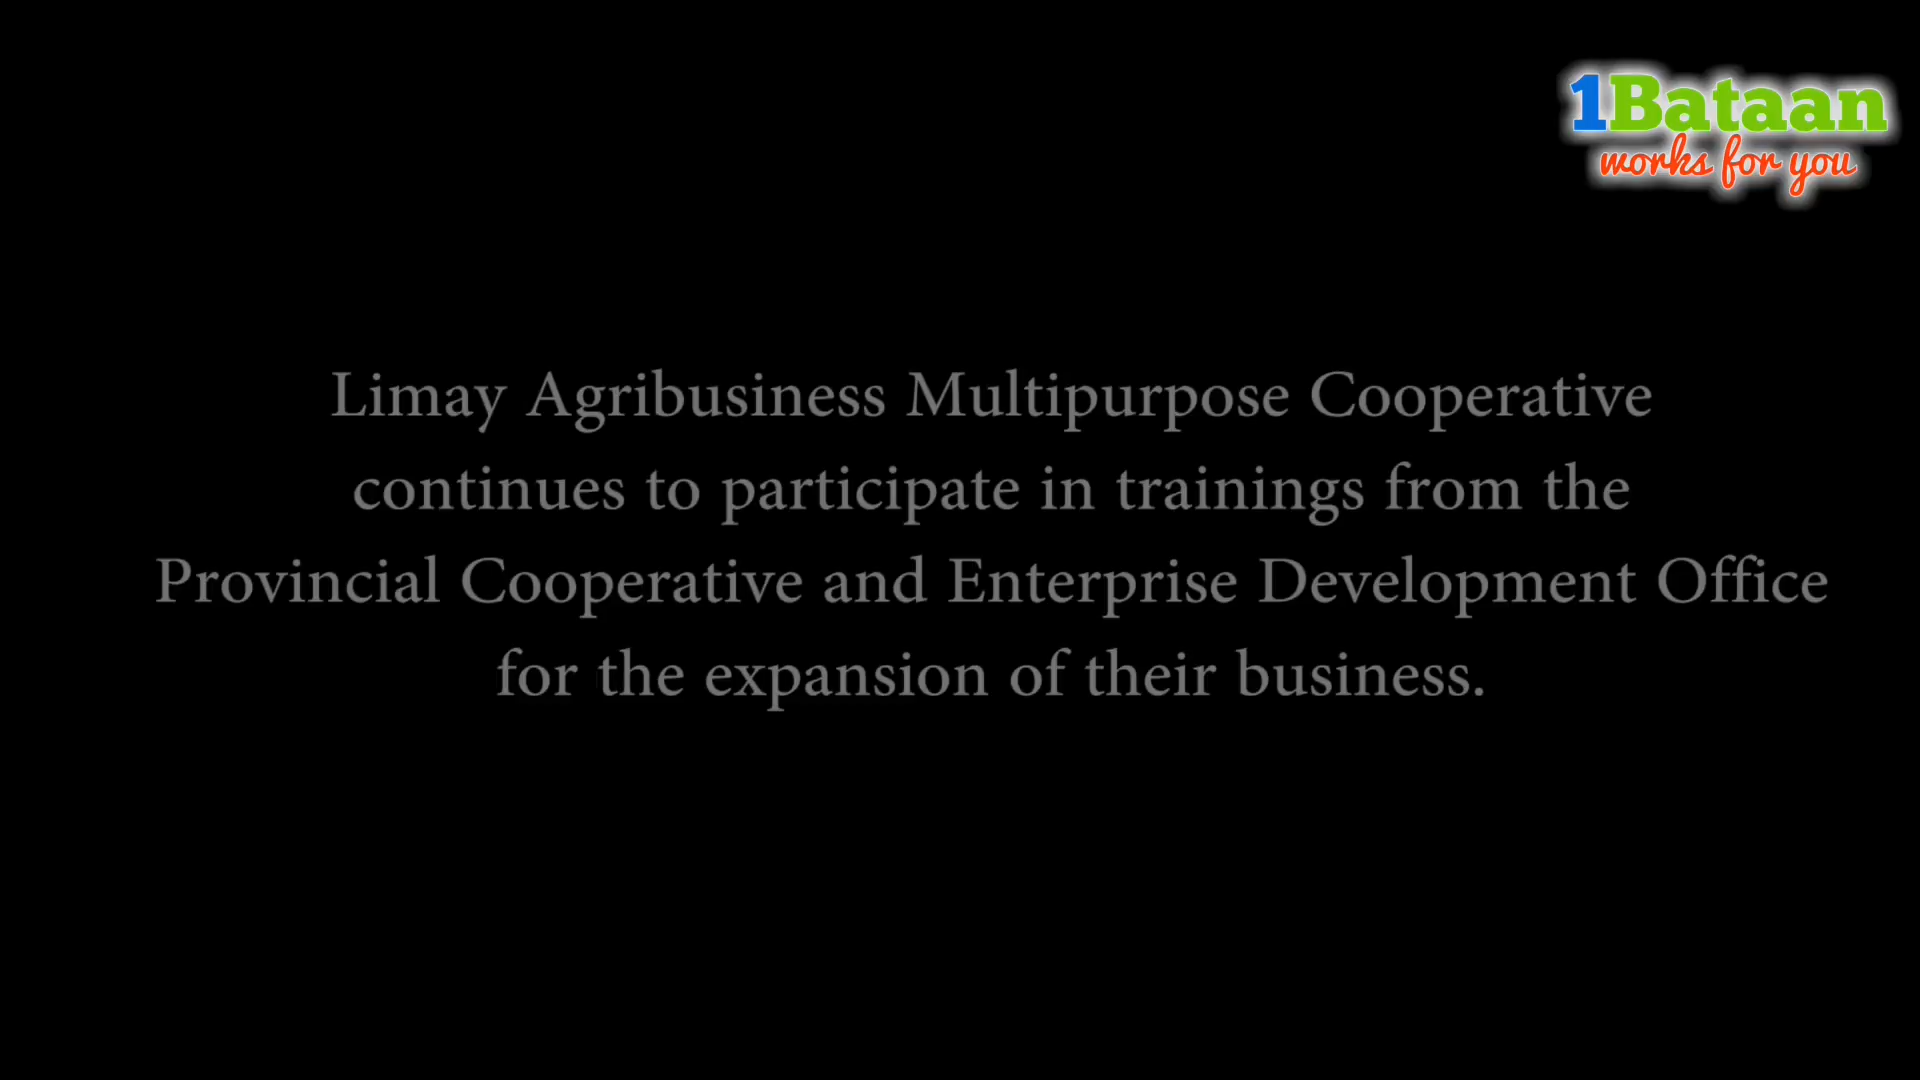 1Bataan
works for you
Limay Agribusiness Multipurpose Cooperative
continues to participate in trainings from the
Provincial Cooperative and Enterprise Development Office
for the expansion of their business.